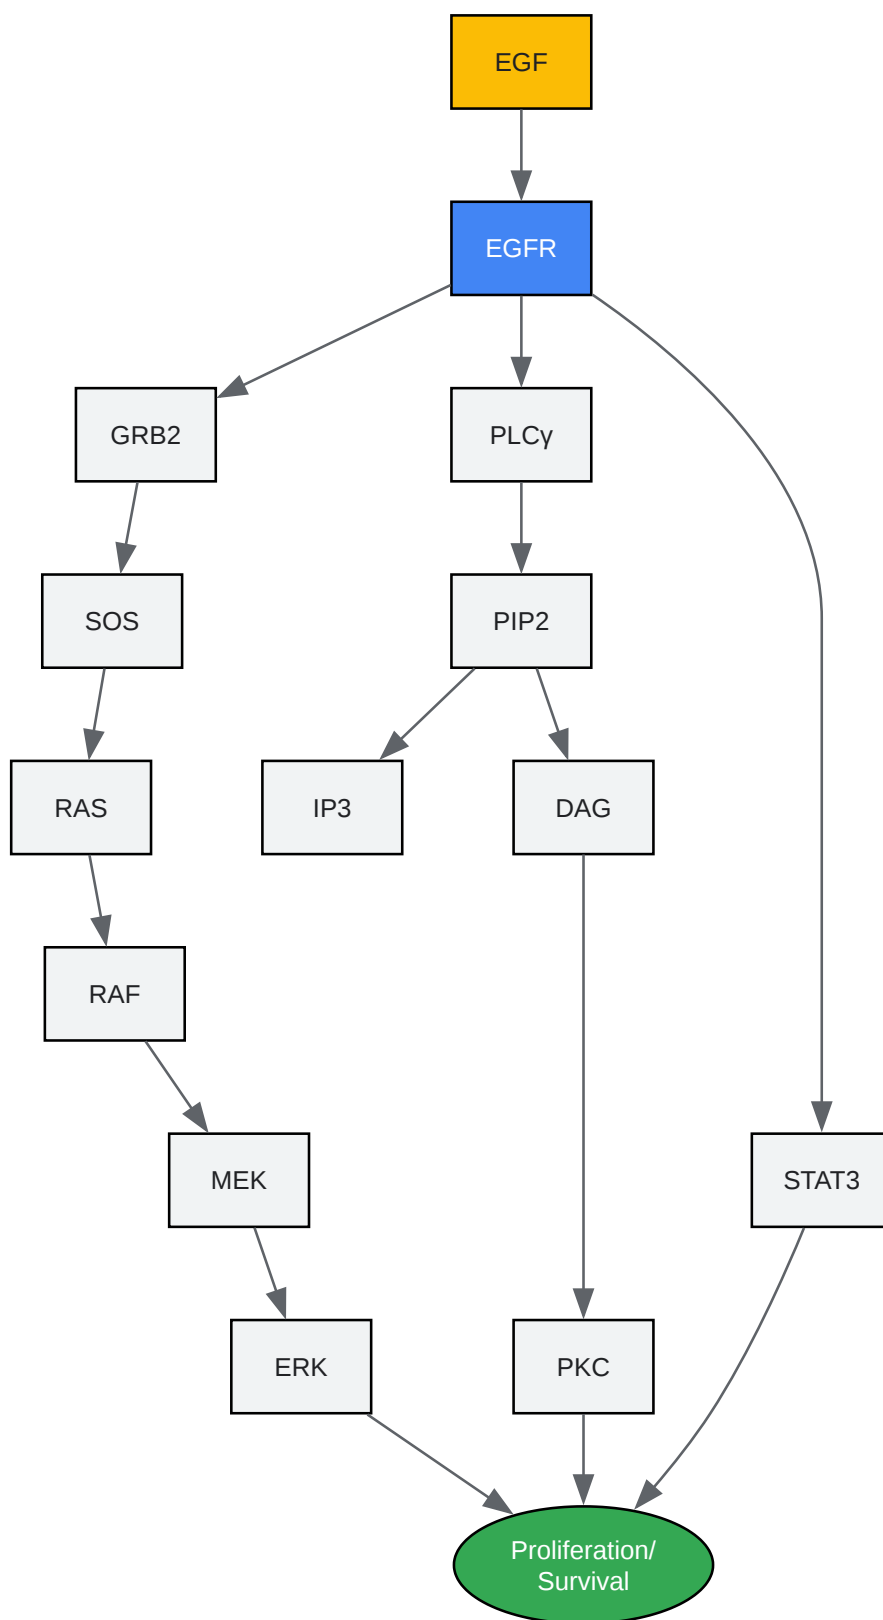 EGF
EGFR
GRB2
PLCγ
SOS
PIP2
RAS
IP3
DAG
RAF
MEK
STAT3
ERK
PKC
Proliferation/
Survival